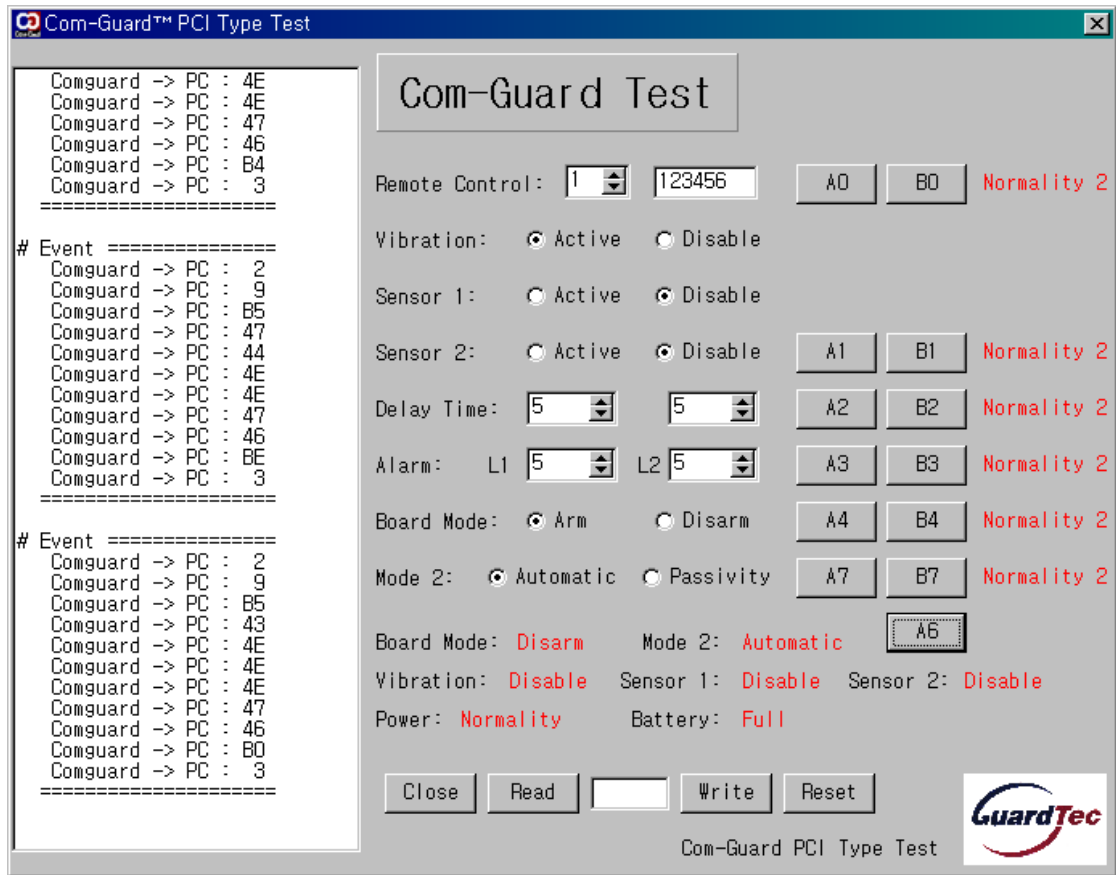 Com-Guard™ PCI Type Test
Comguard -> PC : 4E
Comguard -> PC : 4E
Comguard -> PC : 47
Comguard -> PC : 46
Comguard -> PC : B4
Comguard -> PC : 3
=====================
# Event ===============
Comguard -> PC : 2
Comguard -> PC : 9
Comguard -> PC : B5
Comguard -> PC : 47
Comguard -> PC : 44
Comguard -> PC : 4E
Comguard -> PC : 4E
Comguard -> PC : 47
Comguard -> PC : 46
Comguard -> PC : BE
Comguard -> PC : 3
=====================
# Event ===============
Comguard -> PC : 2
Comguard -> PC : 9
Comguard -> PC : B5
Comguard -> PC : 43
Comguard -> PC : 4E
Comguard -> PC : 4E
Comguard -> PC : 4E
Comguard -> PC : 47
Comguard -> PC : 46
Comguard -> PC : B0
Comguard -> PC : 3
=====================
Com-Guard Test
Remote Control: 1 123456 A0 B0 Normality 2
Vibration: Active Disable
Sensor 1: Active Disable
Sensor 2: Active Disable A1 B1 Normality 2
Delay Time: 5 5 A2 B2 Normality 2
Alarm: L1 5 L2 5 A3 B3 Normality 2
Board Mode: Arm Disarm A4 B4 Normality 2
Mode 2: Automatic Passivity A7 B7 Normality 2
Board Mode: Disarm Mode 2: Automatic A6
Vibration: Disable Sensor 1: Disable Sensor 2: Disable
Power: Normality Battery: Full
Close Read Write Reset
GuardTec
Com-Guard PCI Type Test